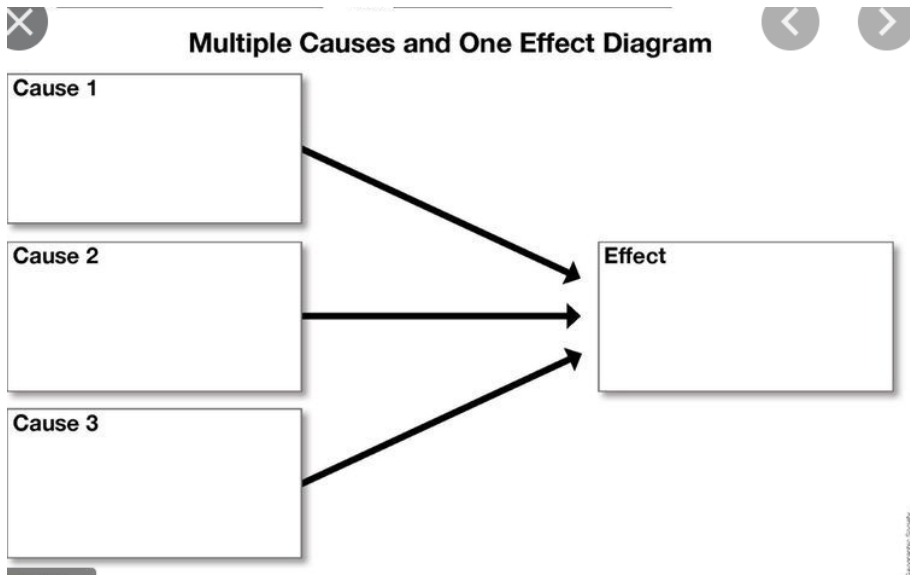 Multiple Causes and One Effect Diagram
Cause 1
Cause 2
Effect
Cause 3